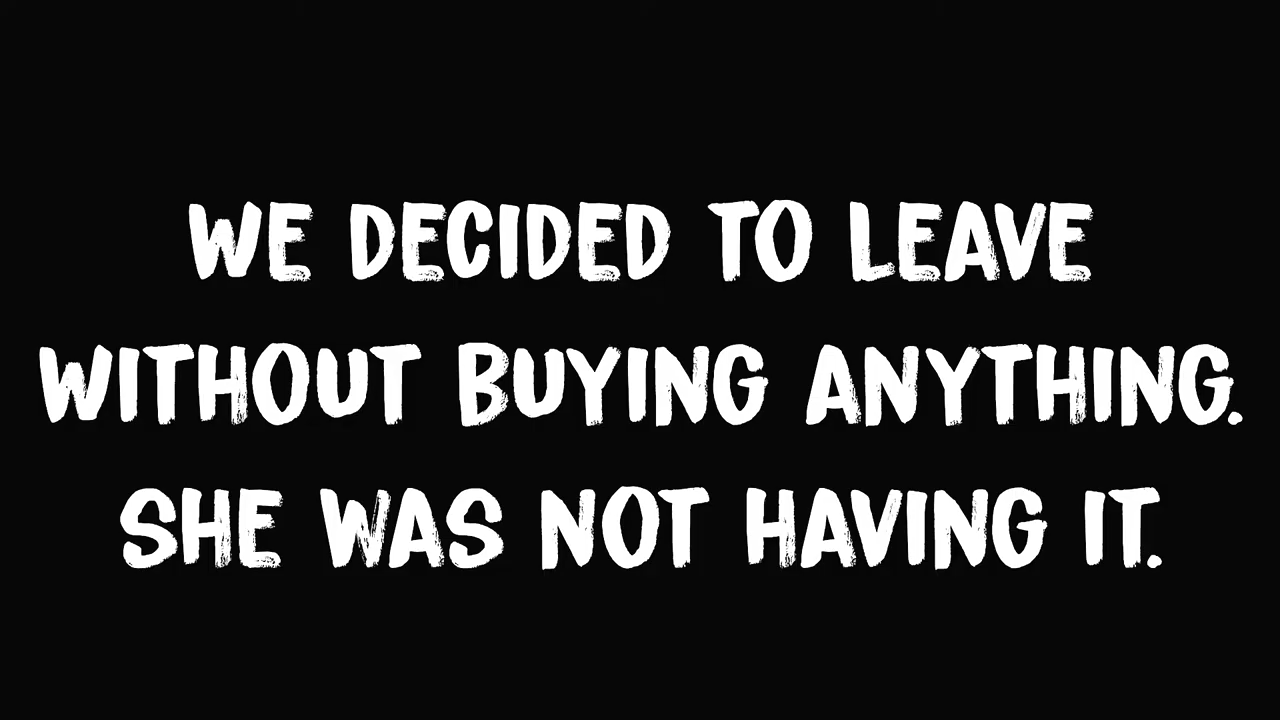 WE DECIDED TO LEAVE
WITHOUT BUYING ANYTHING.
SHE WAS NOT HAVING IT.